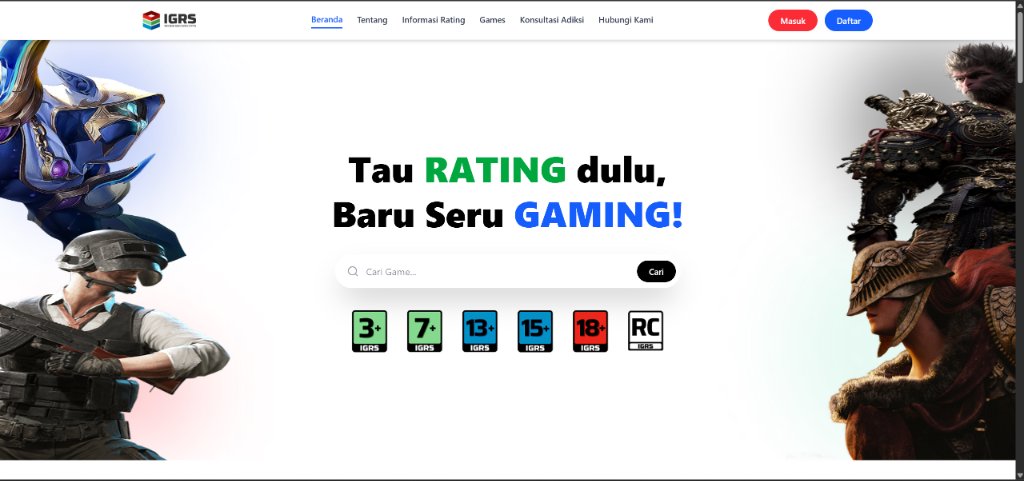 IGRS
Beranda Tentang Informasi Rating Games Konsultasi Adiksi Hubungi Kami
Masuk Daftar
Tau RATING dulu,
Baru Seru GAMING!
Cari Game...
Cari
3+ 7+ 13+ 15+ 18+ RC
IGRS IGRS IGRS IGRS IGRS IGRS